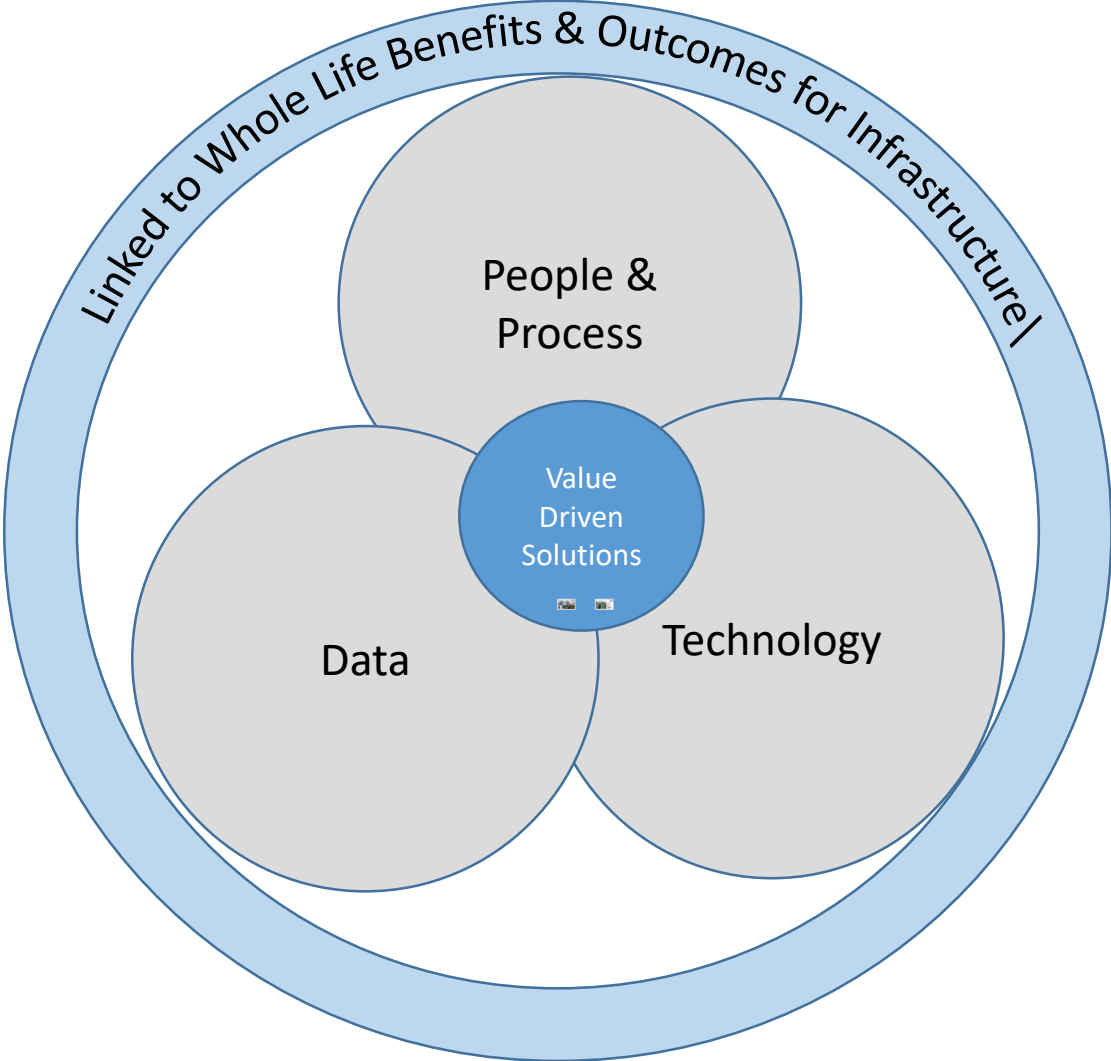 Linked to Whole Life Benefits & Outcomes for Infrastructure\
People &
Process
Value
Driven
Solutions
Data
Technology